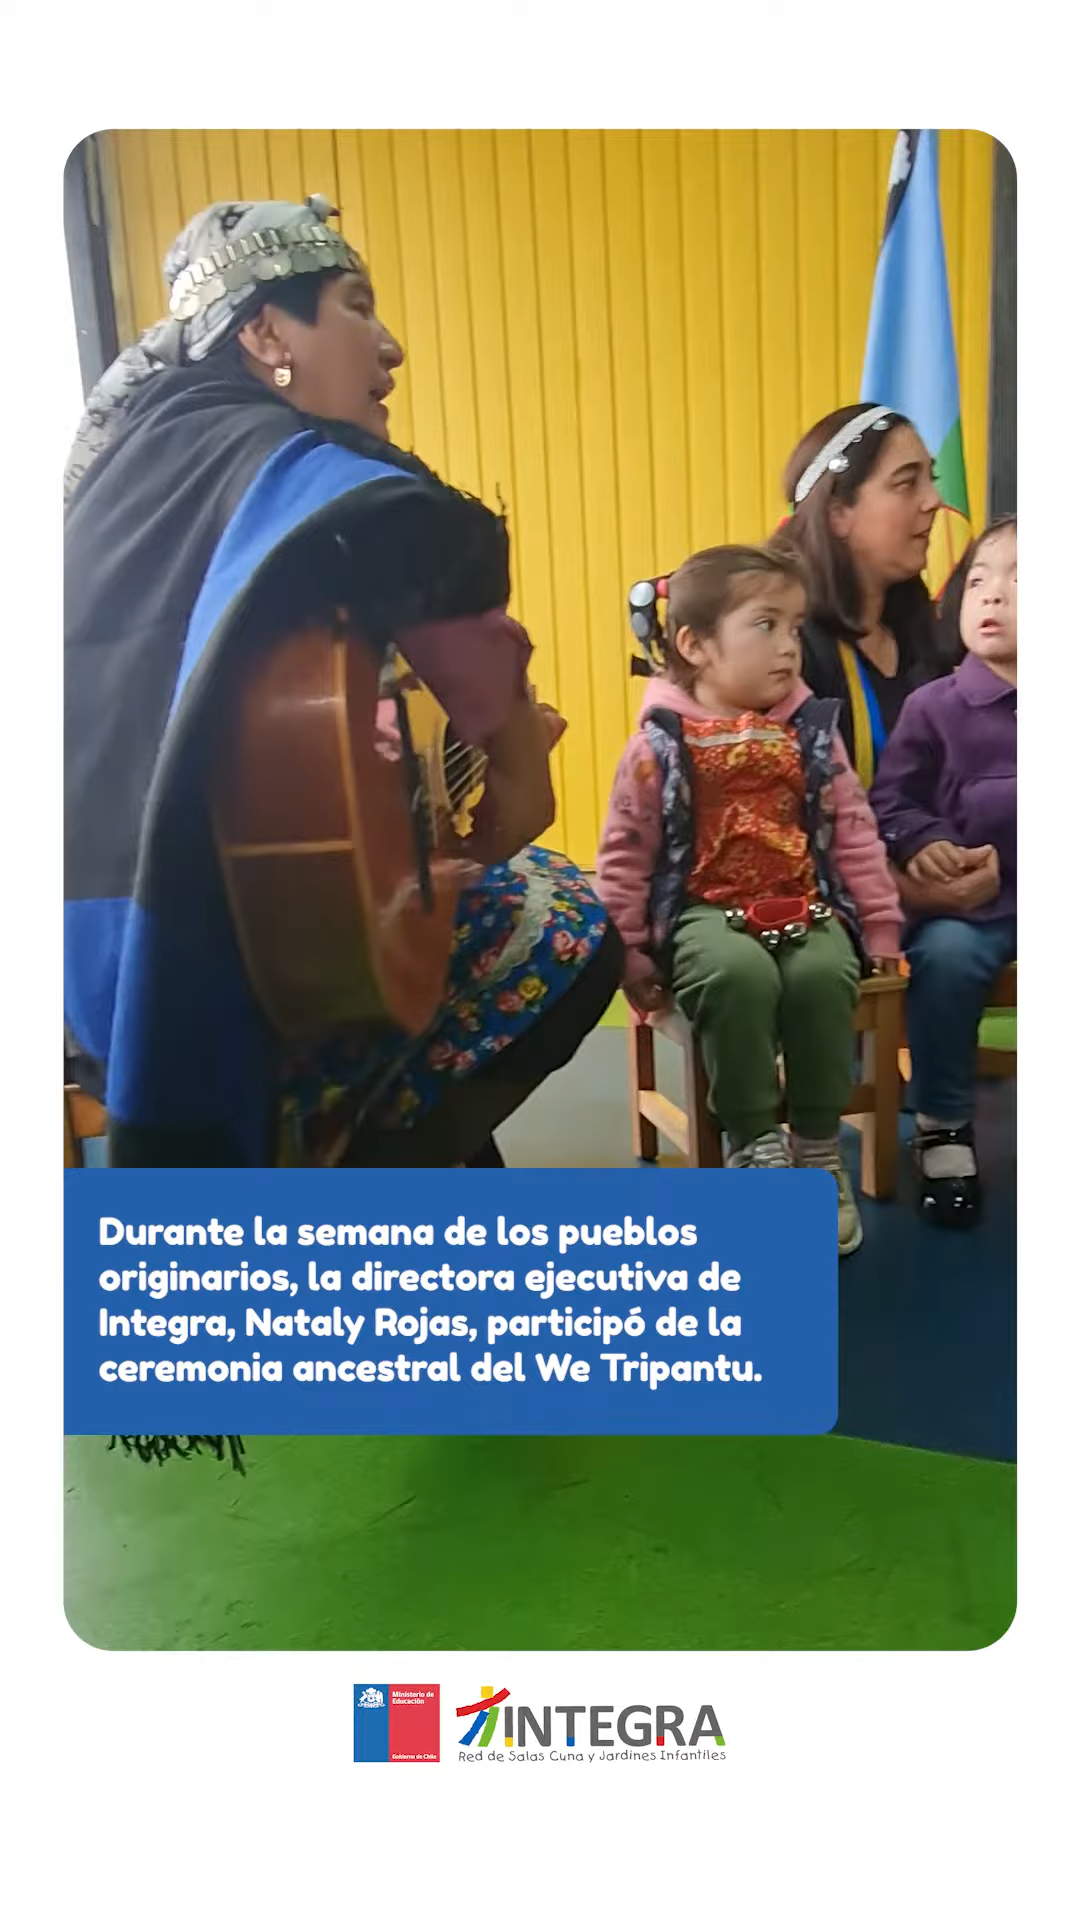 Durante la semana de los pueblos
originarios, la directora ejecutiva de
Integra, Nataly Rojas, participó de la
ceremonia ancestral del We Tripantu.
Ministerio de
Educación
Gobierno de Chile
INTEGRA
Red de Salas Cuna y Jardines Infantiles